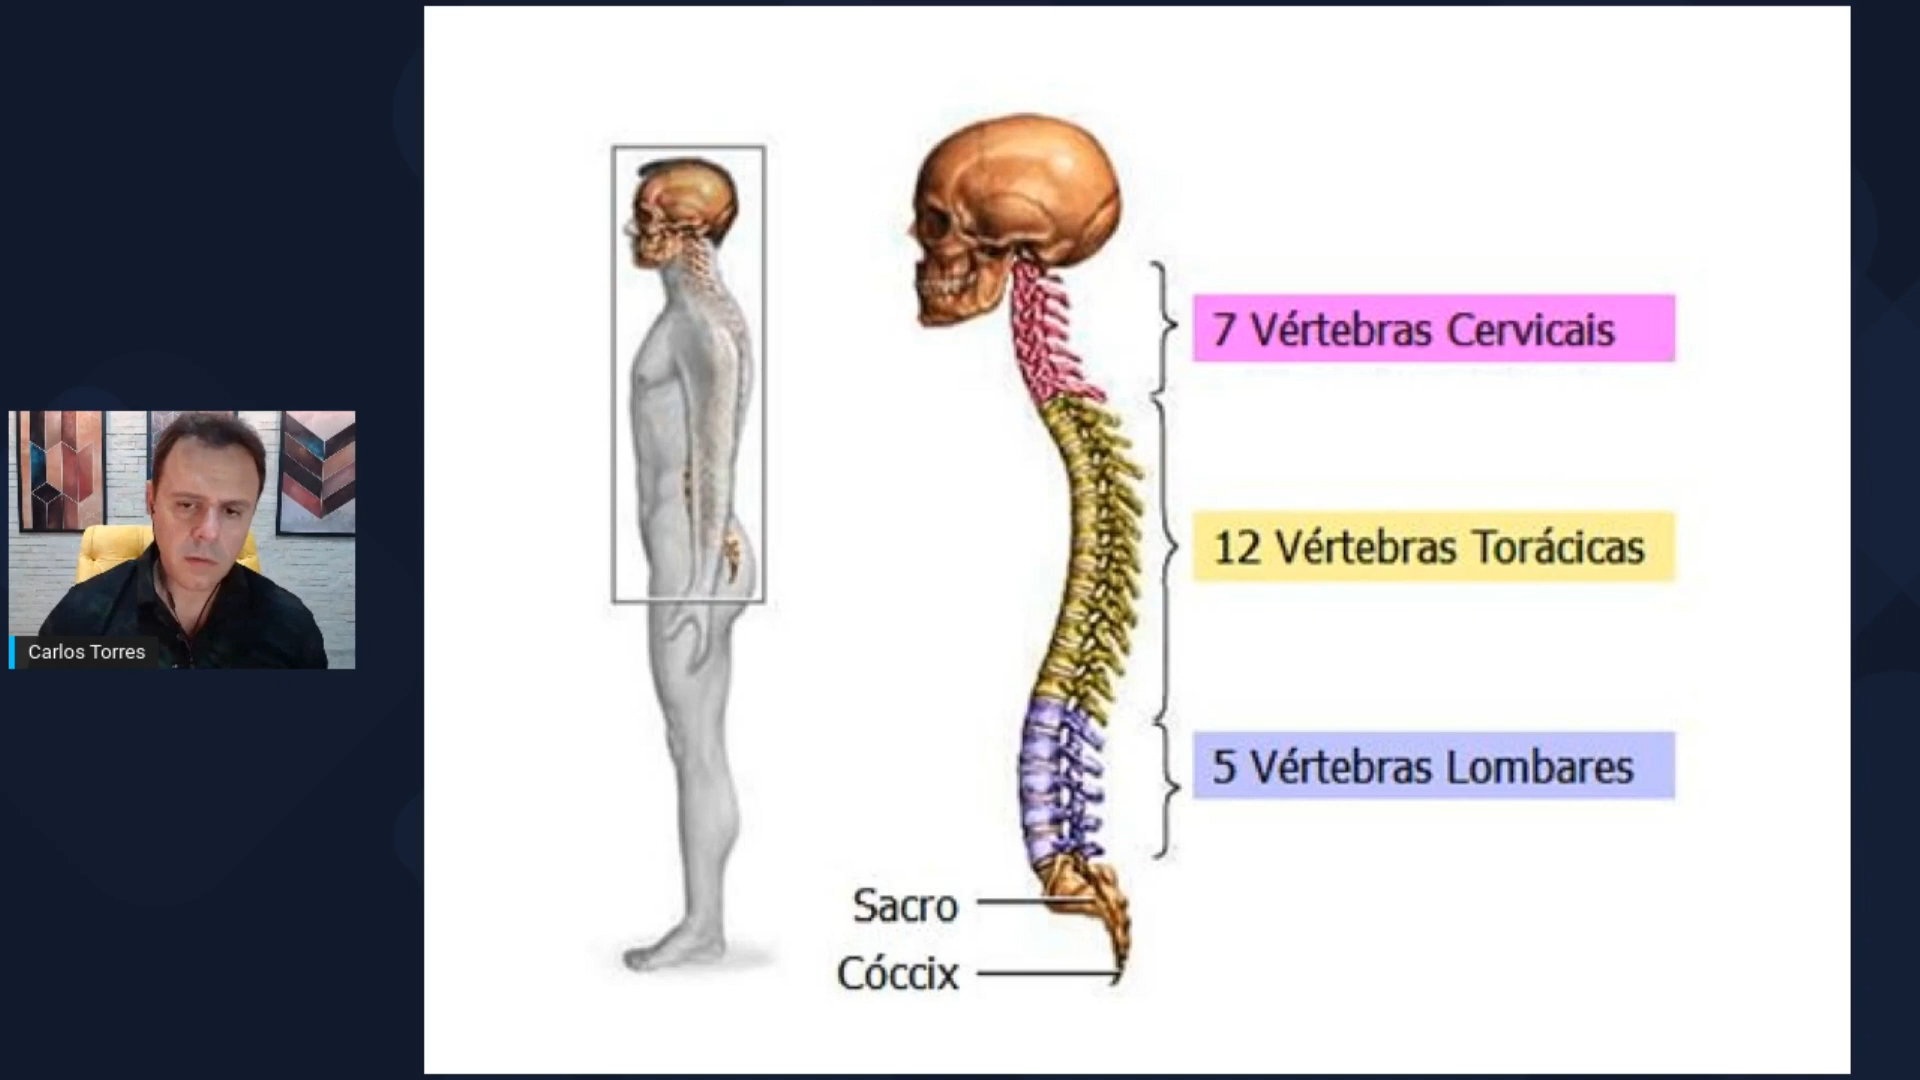 7 Vértebras Cervicais
12 Vértebras Torácicas
5 Vértebras Lombares
Sacro
Cóccix
Carlos Torres